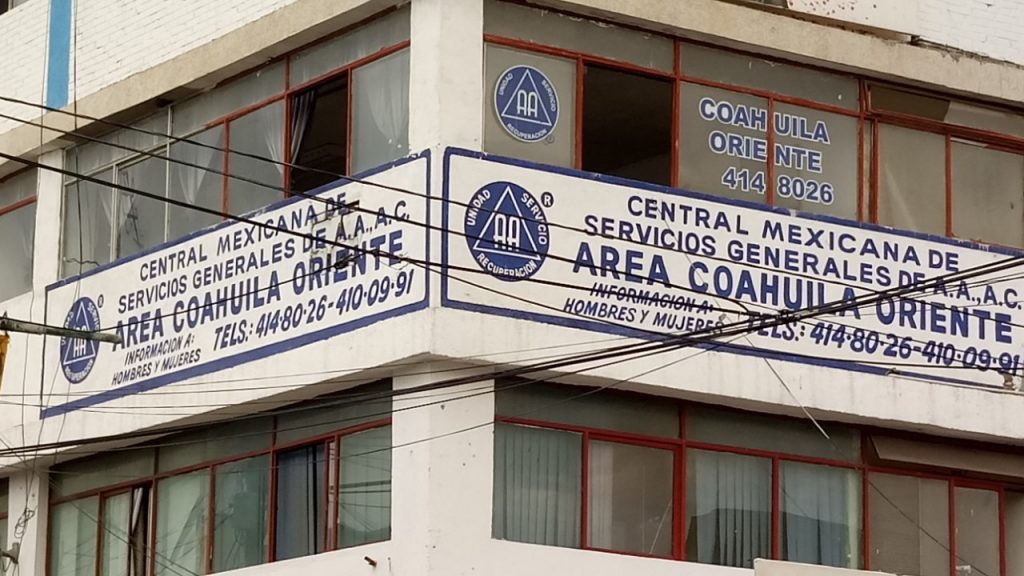 UNIDAD SERVICIO
AA
RECUPERACION
COAHUILA
ORIENTE
414 8026
CENTRAL MEXICANA DE
SERVICIOS GENERALES DE A.A., A.C.
AREA COAHUILA ORIENTE
INFORMACION A:
HOMBRES Y MUJERES
TELS: 414·80·26-410·09·91
AA
®
UNIDAD SERVICIO
AA
RECUPERACION
®
CENTRAL MEXICANA DE
SERVICIOS GENERALES DE A.A., A.C.
AREA COAHUILA ORIENTE
INFORMACION A:
HOMBRES Y MUJERES
TELS.: 414·80·26-410·09·91